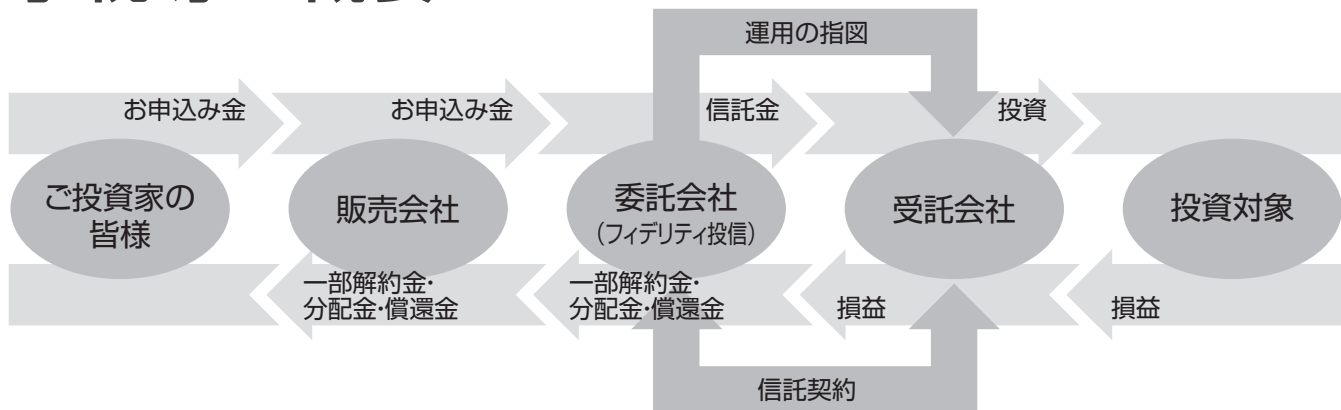 運用の指図
お申込み金
お申込み金
信託金
投資
ご投資家の
皆様
販売会社
委託会社
(フィデリティ投信)
受託会社
投資対象
一部解約金・
分配金・償還金
一部解約金・
分配金・償還金
損益
損益
信託契約